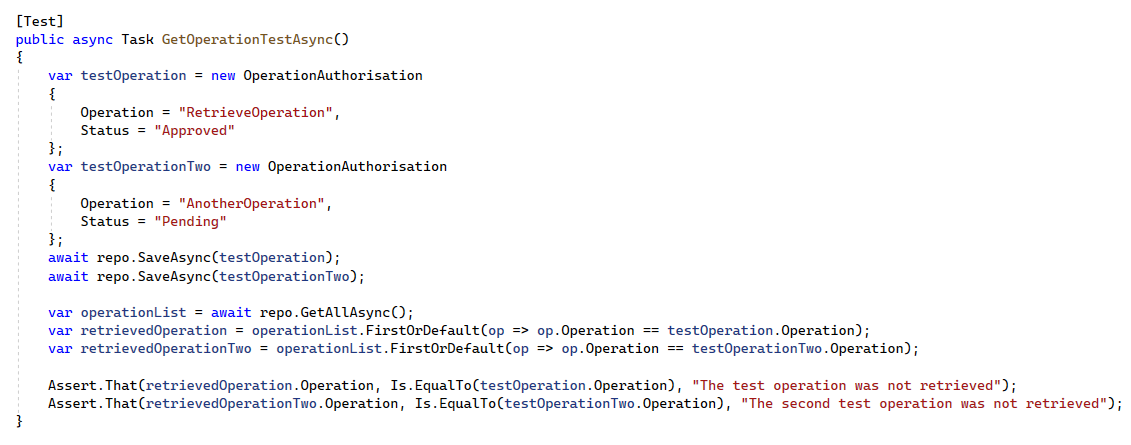 [Test]
public async Task GetOperationTestAsync()
{
    var testOperation = new OperationAuthorisation
    {
        Operation = "RetrieveOperation",
        Status = "Approved"
    };
    var testOperationTwo = new OperationAuthorisation
    {
        Operation = "AnotherOperation",
        Status = "Pending"
    };
    await repo.SaveAsync(testOperation);
    await repo.SaveAsync(testOperationTwo);

    var operationList = await repo.GetAllAsync();
    var retrievedOperation = operationList.FirstOrDefault(op => op.Operation == testOperation.Operation);
    var retrievedOperationTwo = operationList.FirstOrDefault(op => op.Operation == testOperationTwo.Operation);

    Assert.That(retrievedOperation.Operation, Is.EqualTo(testOperation.Operation), "The test operation was not retrieved");
    Assert.That(retrievedOperationTwo.Operation, Is.EqualTo(testOperationTwo.Operation), "The second test operation was not retrieved");
}